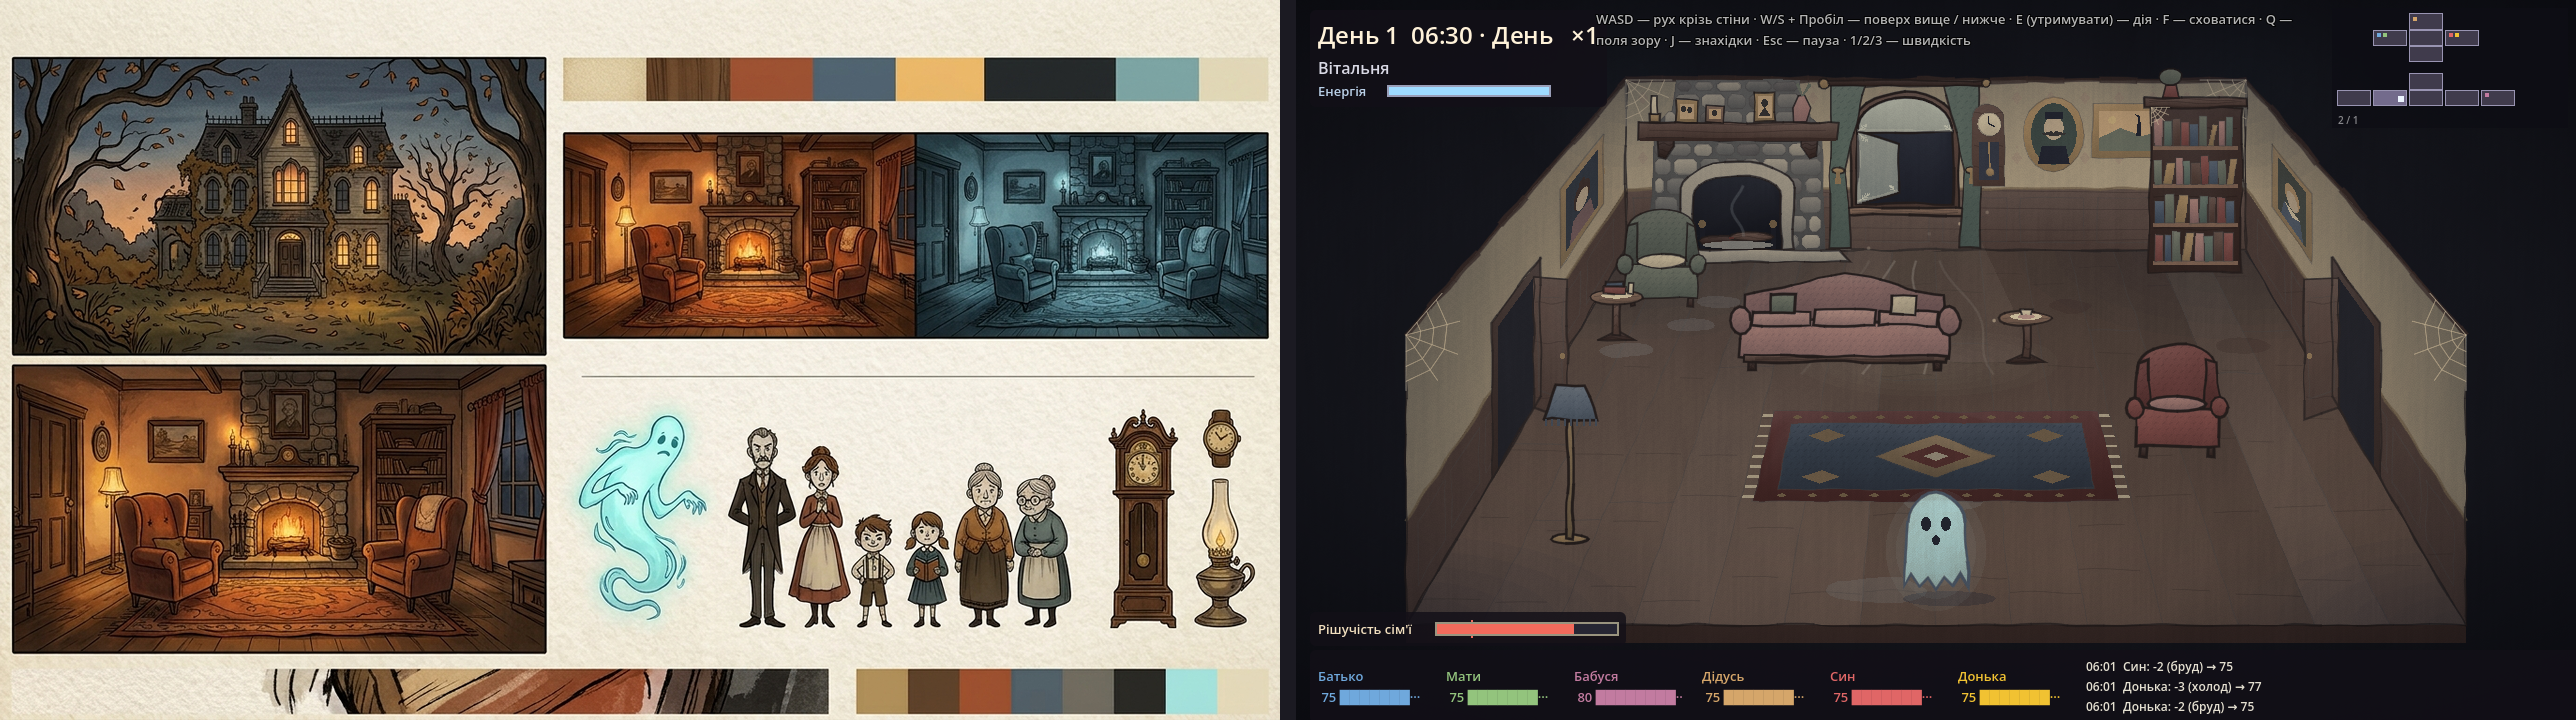 День 1 06:30 · День ×1
WASD — рух крізь стіни · W/S + Пробіл — поверх вище / нижче · E (утримувати) — дія · F — сховатися · Q —
поля зору · J — знахідки · Esc — пауза · 1/2/3 — швидкість
Вітальня
Енергія
2 / 1
Рішучість сім'ї
Батько Мати Бабуся Дідусь Син Донька
75 75 80 75 75 75
06:01 Син: -2 (бруд) → 75
06:01 Донька: -3 (холод) → 77
06:01 Донька: -2 (бруд) → 75